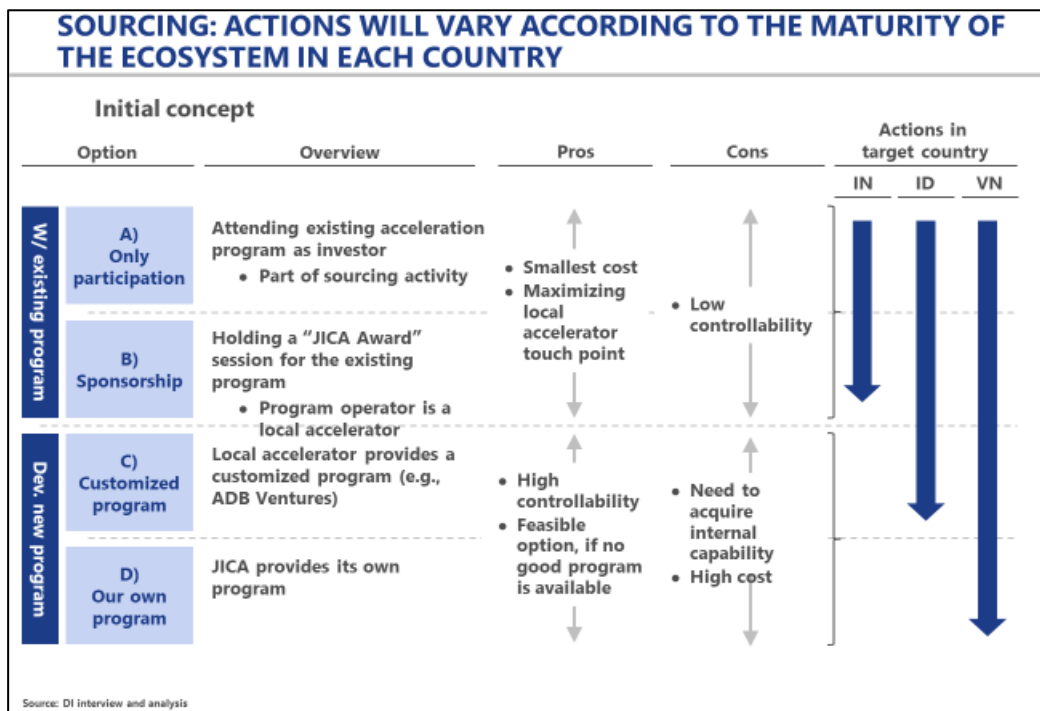 SOURCING: ACTIONS WILL VARY ACCORDING TO THE MATURITY OF
THE ECOSYSTEM IN EACH COUNTRY
Initial concept
Option
Overview
Pros
Cons
Actions in
target country
IN
ID
VN
W/ existing program
A)
Only
participation
Attending existing acceleration
program as investor
• Part of sourcing activity
B)
Sponsorship
Holding a “JICA Award”
session for the existing
program
• Program operator is a
local accelerator
• Smallest cost
• Maximizing
local
accelerator
touch point
• Low
controllability
Dev. new program
C)
Customized
program
Local accelerator provides a
customized program (e.g.,
ADB Ventures)
D)
Our own
program
JICA provides its own
program
• High
controllability
• Feasible
option, if no
good program
is available
• Need to
acquire
internal
capability
• High cost
Source: DI interview and analysis